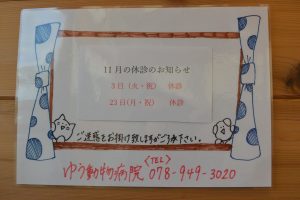 11月の休診のお知らせ
3日(火・祝) 休診
23日(月・祝) 休診
ご迷惑をお掛け致しますがご了承下さい。
ゆう動物病院 <TEL> 078-949-3020